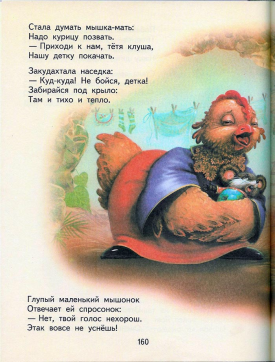 Стала думать мышка-мать:
Надо курицу позвать.
— Приходи к нам, тётя клуша,
Нашу детку покачать.
Закудахтала наседка:
— Куд-куда! Не бойся, детка!
Забирайся под крыло:
Там и тихо и тепло.
Глупый маленький мышонок
Отвечает ей спросонок:
— Нет, твой голос нехорош.
Этак вовсе не уснёшь!
160